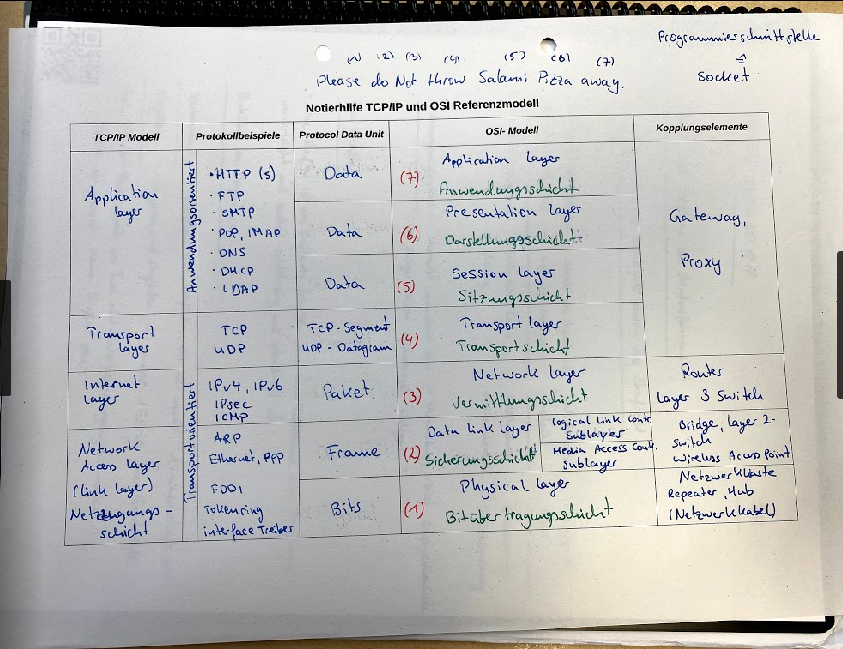 Programmierschnittstelle
(1) (2) (3) (4) (5) (6) (7)
Please do Not throw Salami Pizza away.
Socket
Notierhilfe TCP/IP und OSI Referenzmodell
TCP/IP Modell
Protokollbeispiele
Protocol Data Unit
OSI- Modell
Kopplungselemente
Application
layer
Anwendungsorientiert
• HTTP (S)
• FTP
• SMTP
• POP, IMAP
• DNS
• DHCP
• LDAP
Data
(7)
Application layer
Anwendungsschicht
Data
(6)
Presentation layer
Darstellungsschicht
Data
(5)
Session layer
Sitzungsschicht
Gateway,
Proxy
Transport
layer
TCP
UDP
TCP-Segment
UDP - Datagram
(4)
Transport layer
Transportschicht
Internet
layer
Transportorientiert
IPv4, IPv6
IPsec
ICMP
Paket
(3)
Network layer
Vermittlungsschicht
Router
Layer 3 Switch
Network
Access layer
(link layer)
Netzugangs-
schicht
ARP
Ethernet, PPP
FDDI
Tokenring
interface Treiber
Frame
(2)
Data link layer
Sicherungsschicht
logical link cont.
sublayer
Media Access Cont.
sublayer
Bridge, layer 2-
switch
Wireless Access Point
Bits
(1)
Physical layer
Bitübertragungsschicht
Netzwerkkarte
Repeater, Hub
(Netzwerkkabel)